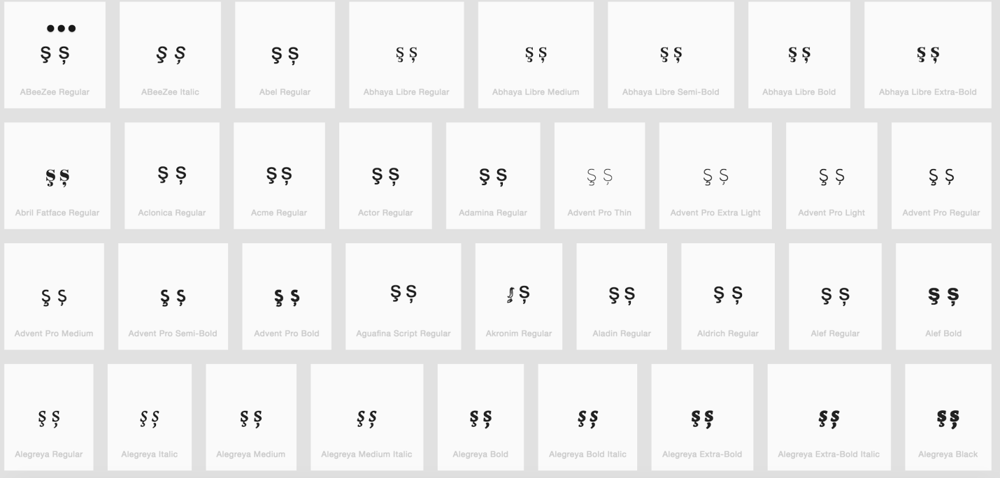 Ş Ș Ş Ș Ş Ș Ş Ș Ş Ș Ş Ș Ş Ș Ş Ș
ABeeZee Regular ABeeZee Italic Abel Regular Abhaya Libre Regular Abhaya Libre Medium Abhaya Libre Semi-Bold Abhaya Libre Bold Abhaya Libre Extra-Bold
Ş Ș Ş Ș Ş Ș Ş Ș Ş Ș Ş Ș Ş Ș Ş Ș Ş Ș
Abril Fatface Regular Aclonica Regular Acme Regular Actor Regular Adamina Regular Advent Pro Thin Advent Pro Extra Light Advent Pro Light Advent Pro Regular
Ş Ș Ş Ș Ş Ș Ş Ș Ş Ș Ş Ș Ş Ș Ş Ș Ş Ș
Advent Pro Medium Advent Pro Semi-Bold Advent Pro Bold Aguafina Script Regular Akronim Regular Aladin Regular Aldrich Regular Alef Regular Alef Bold
Ş Ș Ş Ș Ş Ș Ş Ș Ş Ș Ş Ș Ş Ș Ş Ș Ş Ș
Alegreya Regular Alegreya Italic Alegreya Medium Alegreya Medium Italic Alegreya Bold Alegreya Bold Italic Alegreya Extra-Bold Alegreya Extra-Bold Italic Alegreya Black